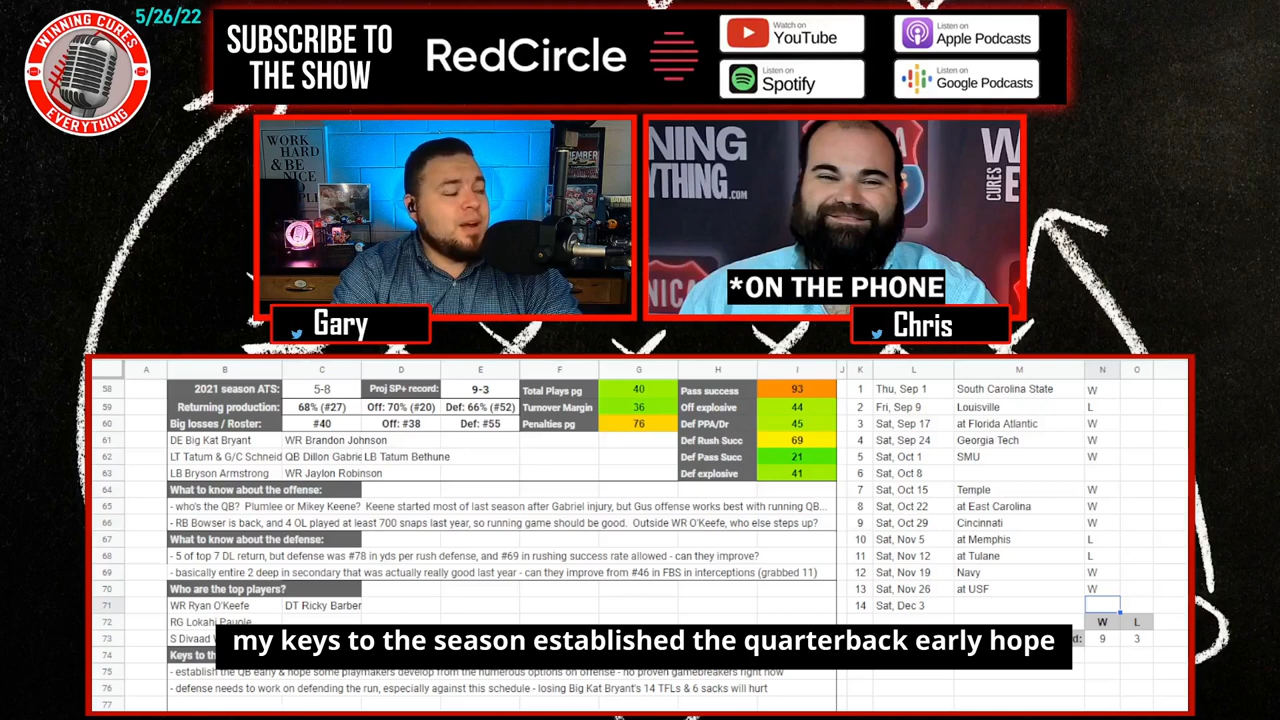 5/26/22
WINNING CURES
EVERYTHING
SUBSCRIBE TO
THE SHOW
RedCircle
Watch on
YouTube
Listen on
Spotify
Listen on
Apple Podcasts
Listen on
Google Podcasts
WORK
HARD
& BE
NICE
*ON THE PHONE
Gary
Chris
A B C D E F G H I J K L M N O
58 2021 season ATS: 5-8 Proj SP+ record: 9-3 Total Plays pg 40 Pass success 93 1 Thu, Sep 1 South Carolina State W
59 Returning production: 68% (#27) Off: 70% (#20) Def: 66% (#52) Turnover Margin 36 Off explosive 44 2 Fri, Sep 9 Louisville L
60 Big losses / Roster: #40 Off: #38 Def: #55 Penalties pg 76 Def PPA/Dr 45 3 Sat, Sep 17 at Florida Atlantic W
61 DE Big Kat Bryant WR Brandon Johnson Def Rush Succ 69 4 Sat, Sep 24 Georgia Tech W
62 LT Tatum & G/C Schneid QB Dillon Gabrie LB Tatum Bethune Def Pass Succ 21 5 Sat, Oct 1 SMU W
63 LB Bryson Armstrong WR Jaylon Robinson Def explosive 41 6 Sat, Oct 8
64 What to know about the offense: 7 Sat, Oct 15 Temple W
65 - who's the QB? Plumlee or Mikey Keene? Keene started most of last season after Gabriel injury, but Gus offense works best with running QB... 8 Sat, Oct 22 at East Carolina W
66 - RB Bowser is back, and 4 OL played at least 700 snaps last year, so running game should be good. Outside WR O'Keefe, who else steps up? 9 Sat, Oct 29 Cincinnati W
67 What to know about the defense: 10 Sat, Nov 5 at Memphis L
68 - 5 of top 7 DL return, but defense was #78 in yds per rush defense, and #69 in rushing success rate allowed - can they improve? 11 Sat, Nov 12 at Tulane L
69 - basically entire 2 deep in secondary that was actually really good last year - can they improve from #46 in FBS in interceptions (grabbed 11) 12 Sat, Nov 19 Navy W
70 Who are the top players? 13 Sat, Nov 26 at USF W
71 WR Ryan O'Keefe DT Ricky Barber 14 Sat, Dec 3
72 RG Lokahi Pauole W L
73 S Divaad 9 3
74 Keys to th
my keys to the season established the quarterback early hope
75 - establish the QB early & hope some playmakers develop from the numerous options on offense - no proven gamebreakers right now
76 - defense needs to work on defending the run, especially against this schedule - losing Big Kat Bryant's 14 TFLs & 6 sacks will hurt
77